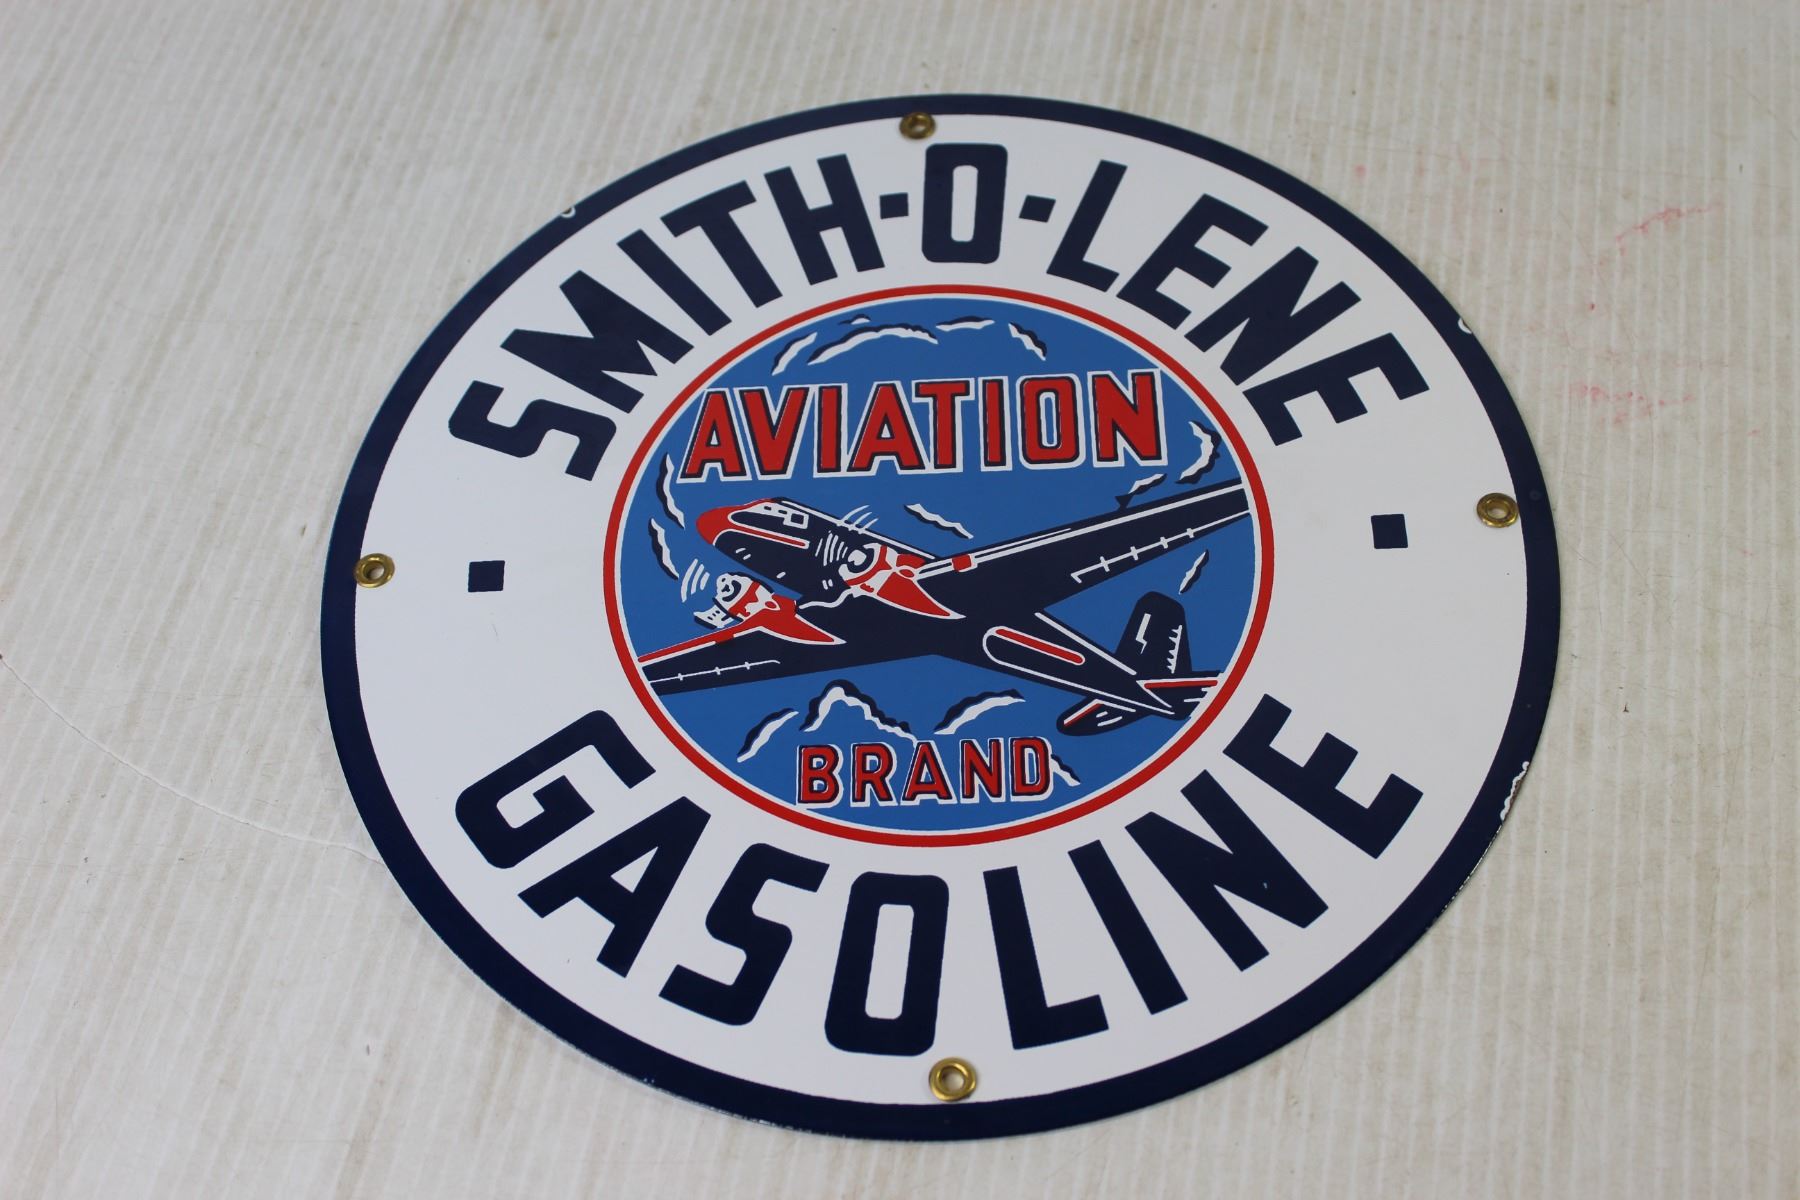 SMITH-O-LENE
AVIATION
BRAND
GASOLINE